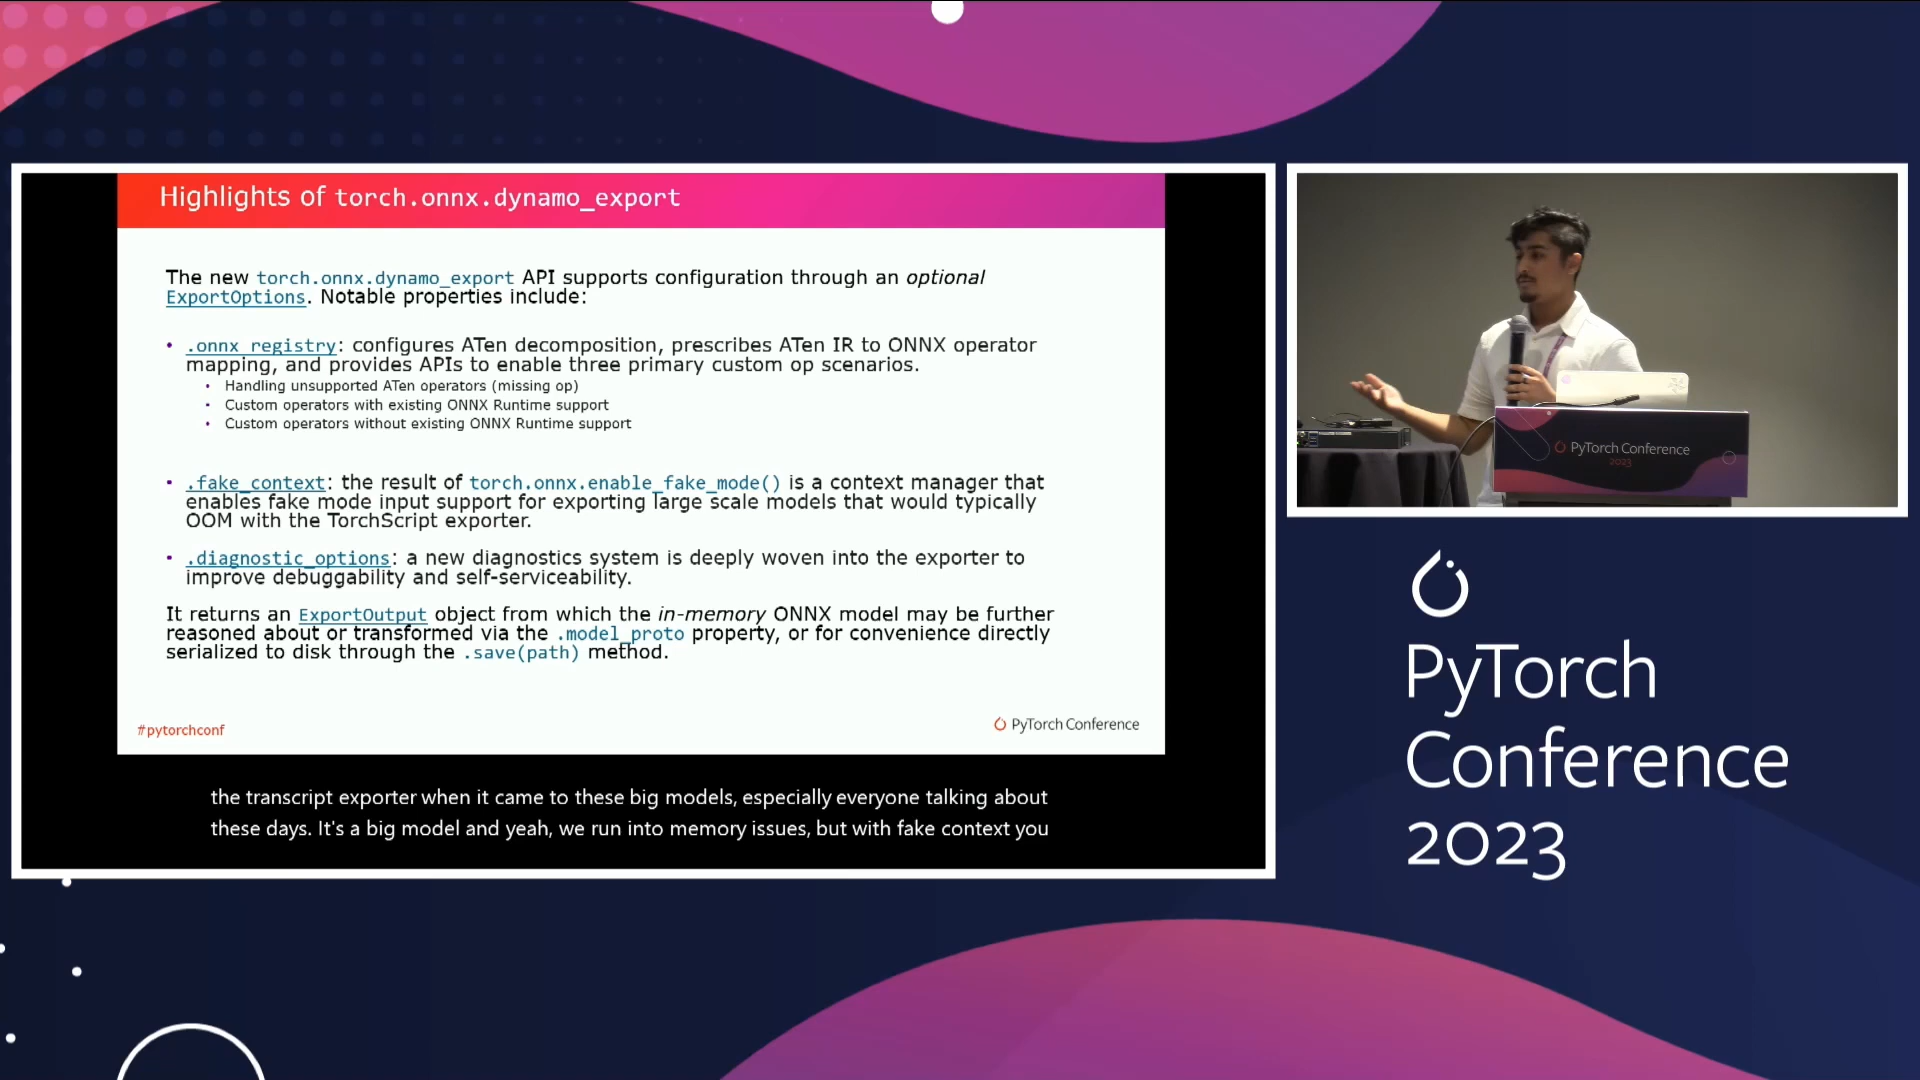 Highlights of torch.onnx.dynamo_export
The new torch.onnx.dynamo_export API supports configuration through an optional
ExportOptions. Notable properties include:
• .onnx_registry: configures ATen decomposition, prescribes ATen IR to ONNX operator
mapping, and provides APIs to enable three primary custom op scenarios.
• Handling unsupported ATen operators (missing op)
• Custom operators with existing ONNX Runtime support
• Custom operators without existing ONNX Runtime support
• .fake_context: the result of torch.onnx.enable_fake_mode() is a context manager that
enables fake mode input support for exporting large scale models that would typically
OOM with the TorchScript exporter.
• .diagnostic_options: a new diagnostics system is deeply woven into the exporter to
improve debuggability and self-serviceability.
It returns an ExportOutput object from which the in-memory ONNX model may be further
reasoned about or transformed via the .model_proto property, or for convenience directly
serialized to disk through the .save(path) method.
#pytorchconf
PyTorch Conference
the transcript exporter when it came to these big models, especially everyone talking about
these days. It's a big model and yeah, we run into memory issues, but with fake context you
PyTorch Conference
2023
PyTorch
Conference
2023